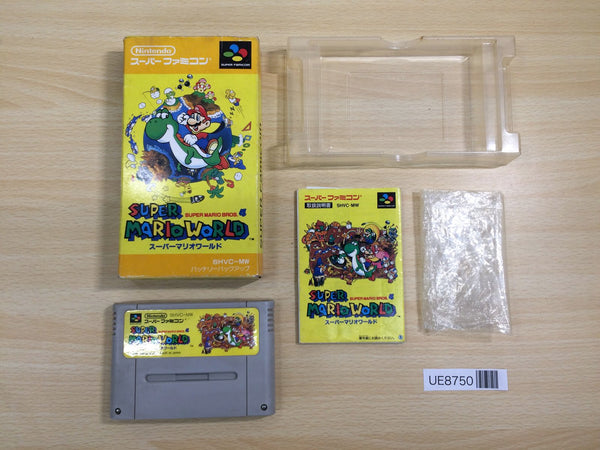 Nintendo
スーパーファミコン
SUPER FAMICOM
SUPER MARIO BROS. 4
SUPER
MARIO WORLD
スーパーマリオワールド
SHVC-MW
バッテリーバックアップ
スーパーファミコン
取扱説明書 SHVC-MW
SUPER MARIO BROS. 4
SUPER
MARIO WORLD
スーパーマリオワールド
Nintendo SHVC-MW
スーパーファミコン
SUPER
MARIO WORLD
UE8750